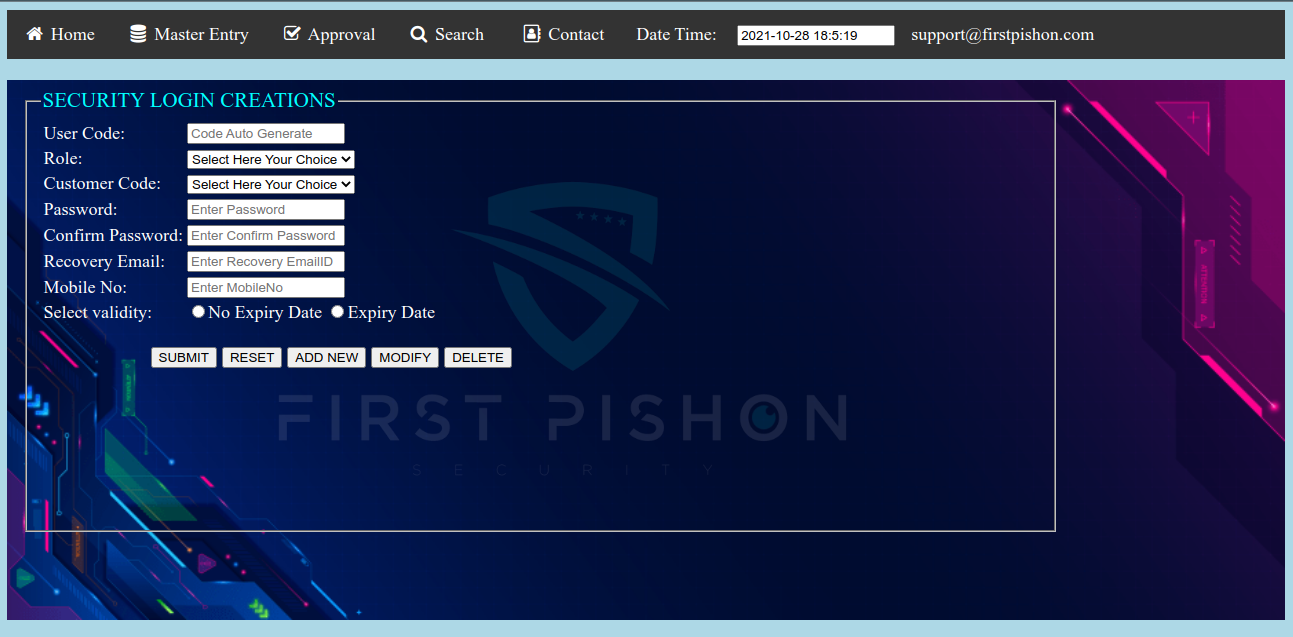 Home Master Entry Approval Search Contact Date Time: 2021-10-28 18:5:19 support@firstpishon.com
SECURITY LOGIN CREATIONS
User Code: Code Auto Generate
Role: Select Here Your Choice
Customer Code: Select Here Your Choice
Password: Enter Password
Confirm Password: Enter Confirm Password
Recovery Email: Enter Recovery EmailID
Mobile No: Enter MobileNo
Select validity: No Expiry Date Expiry Date
SUBMIT RESET ADD NEW MODIFY DELETE
FIRST PISHON
SECURITY
ATTENTION